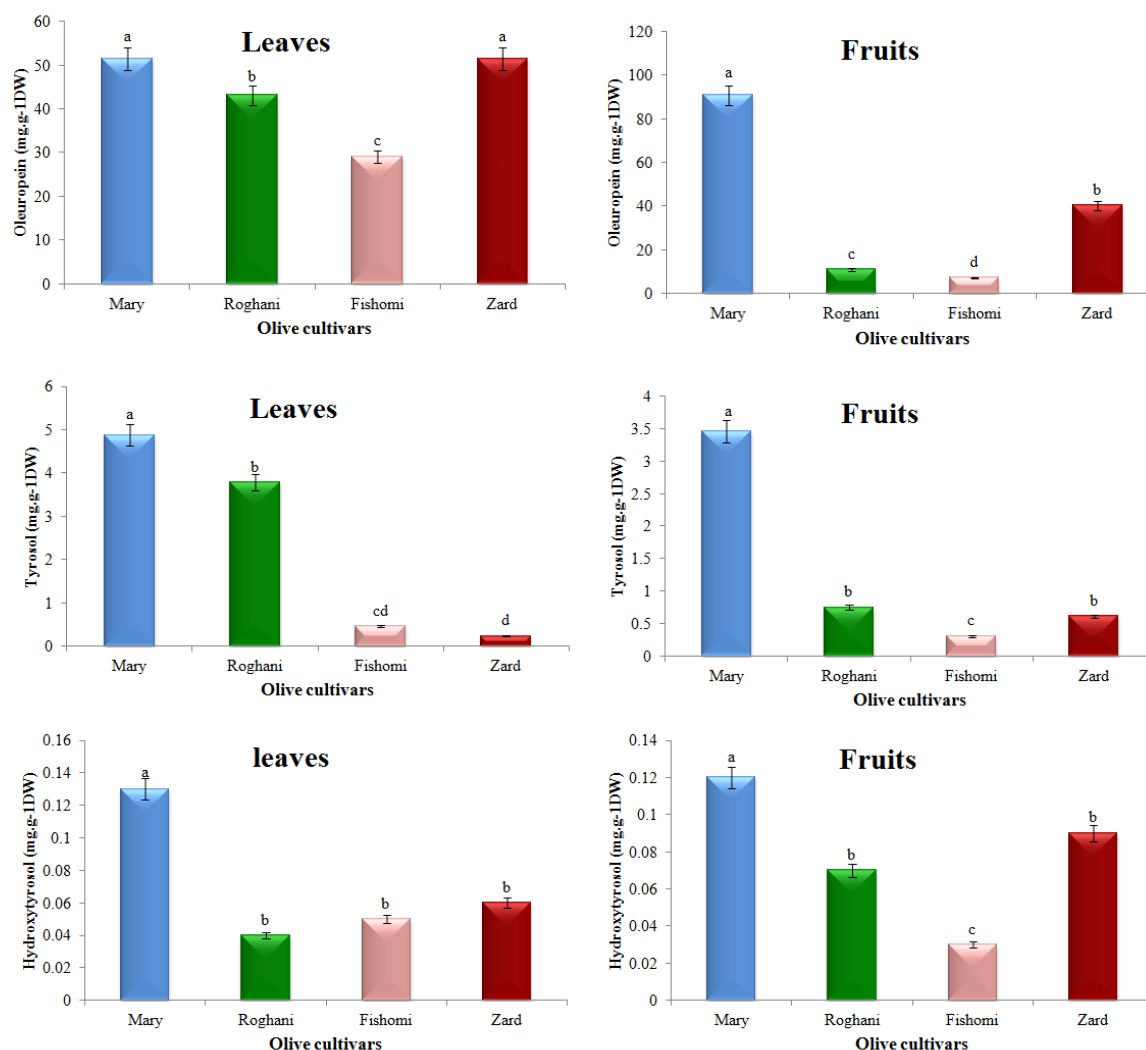 Leaves
Oleuropein (mg.g-1DW)
60
50
40
30
20
10
0
a
b
c
a
Mary Roghani Fishomi Zard
Olive cultivars
Fruits
Oleuropein (mg.g-1DW)
120
100
80
60
40
20
0
a
c
d
b
Mary Roghani Fishomi Zard
Olive cultivars
Leaves
Tyrosol (mg.g-1DW)
6
5
4
3
2
1
0
a
b
cd
d
Mary Roghani Fishomi Zard
Olive cultivars
Fruits
Tyrosol (mg.g-1DW)
4
3.5
3
2.5
2
1.5
1
0.5
0
a
b
c
b
Mary Roghani Fishomi Zard
Olive cultivars
leaves
Hydroxytyrosol (mg.g-1DW)
0.16
0.14
0.12
0.1
0.08
0.06
0.04
0.02
0
a
b
b
b
Mary Roghani Fishomi Zard
Olive cultivars
Fruits
Hydroxytyrosol (mg.g-1DW)
0.14
0.12
0.1
0.08
0.06
0.04
0.02
0
a
b
c
b
Mary Roghani Fishomi Zard
Olive cultivars